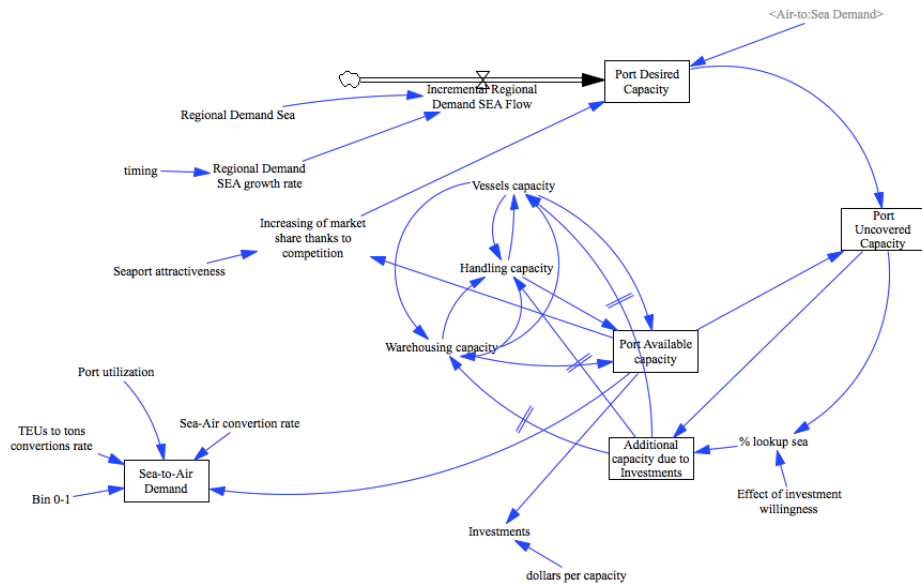 <Air-to:Sea Demand>
Port Desired
Capacity
Incremental Regional
Demand SEA Flow
Regional Demand Sea
timing
Regional Demand
SEA growth rate
Vessels capacity
Increasing of market
share thanks to
competition
Port
Uncovered
Capacity
Seaport attractiveness
Handling capacity
Warehousing capacity
Port Available
capacity
Port utilization
TEUs to tons
convertions rate
Sea-Air convertion rate
Additional
capacity due to
Investments
% lookup sea
Sea-to-Air
Demand
Bin 0-1
Effect of investment
willingness
Investments
dollars per capacity